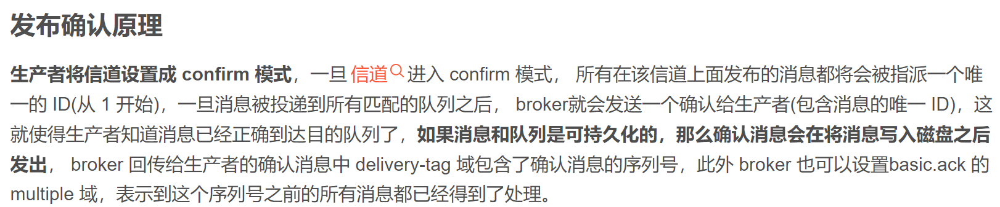 发布确认原理
生产者将信道设置成 confirm 模式，一旦 信道进入 confirm 模式， 所有在该信道上面发布的消息都将会被指派一个唯
一的 ID(从 1 开始)，一旦消息被投递到所有匹配的队列之后， broker就会发送一个确认给生产者(包含消息的唯一 ID)，这
就使得生产者知道消息已经正确到达目的队列了，如果消息和队列是可持久化的，那么确认消息会在将消息写入磁盘之后
发出， broker 回传给生产者的确认消息中 delivery-tag 域包含了确认消息的序列号，此外 broker 也可以设置basic.ack 的
multiple 域，表示到这个序列号之前的所有消息都已经得到了处理。